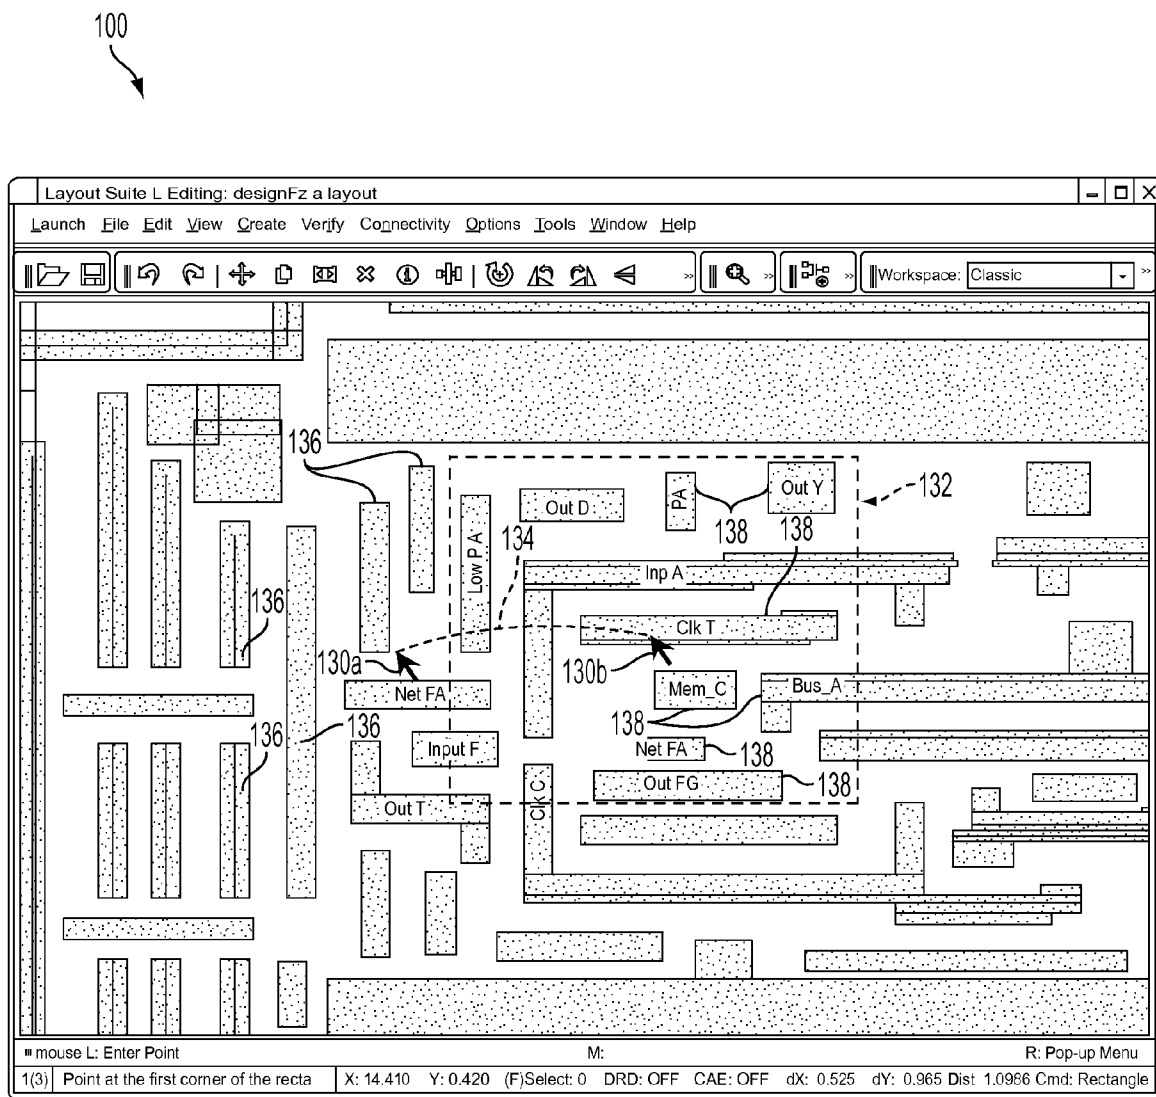 100
Layout Suite L Editing: designFz a layout
Launch File Edit View Create Verify Connectivity Options Tools Window Help
Workspace: Classic
136
Out D
PA
Out Y
132
138
138
134
Low P A
Inp A
136
Clk T
130a
130b
Net FA
Mem_C
Bus_A
138
136
136
Input F
Net FA
138
Out FG
138
Out T
Clk C
mouse L: Enter Point M: R: Pop-up Menu
1(3) Point at the first corner of the recta X: 14.410 Y: 0.420 (F)Select: 0 DRD: OFF CAE: OFF dX: 0.525 dY: 0.965 Dist 1.0986 Cmd: Rectangle